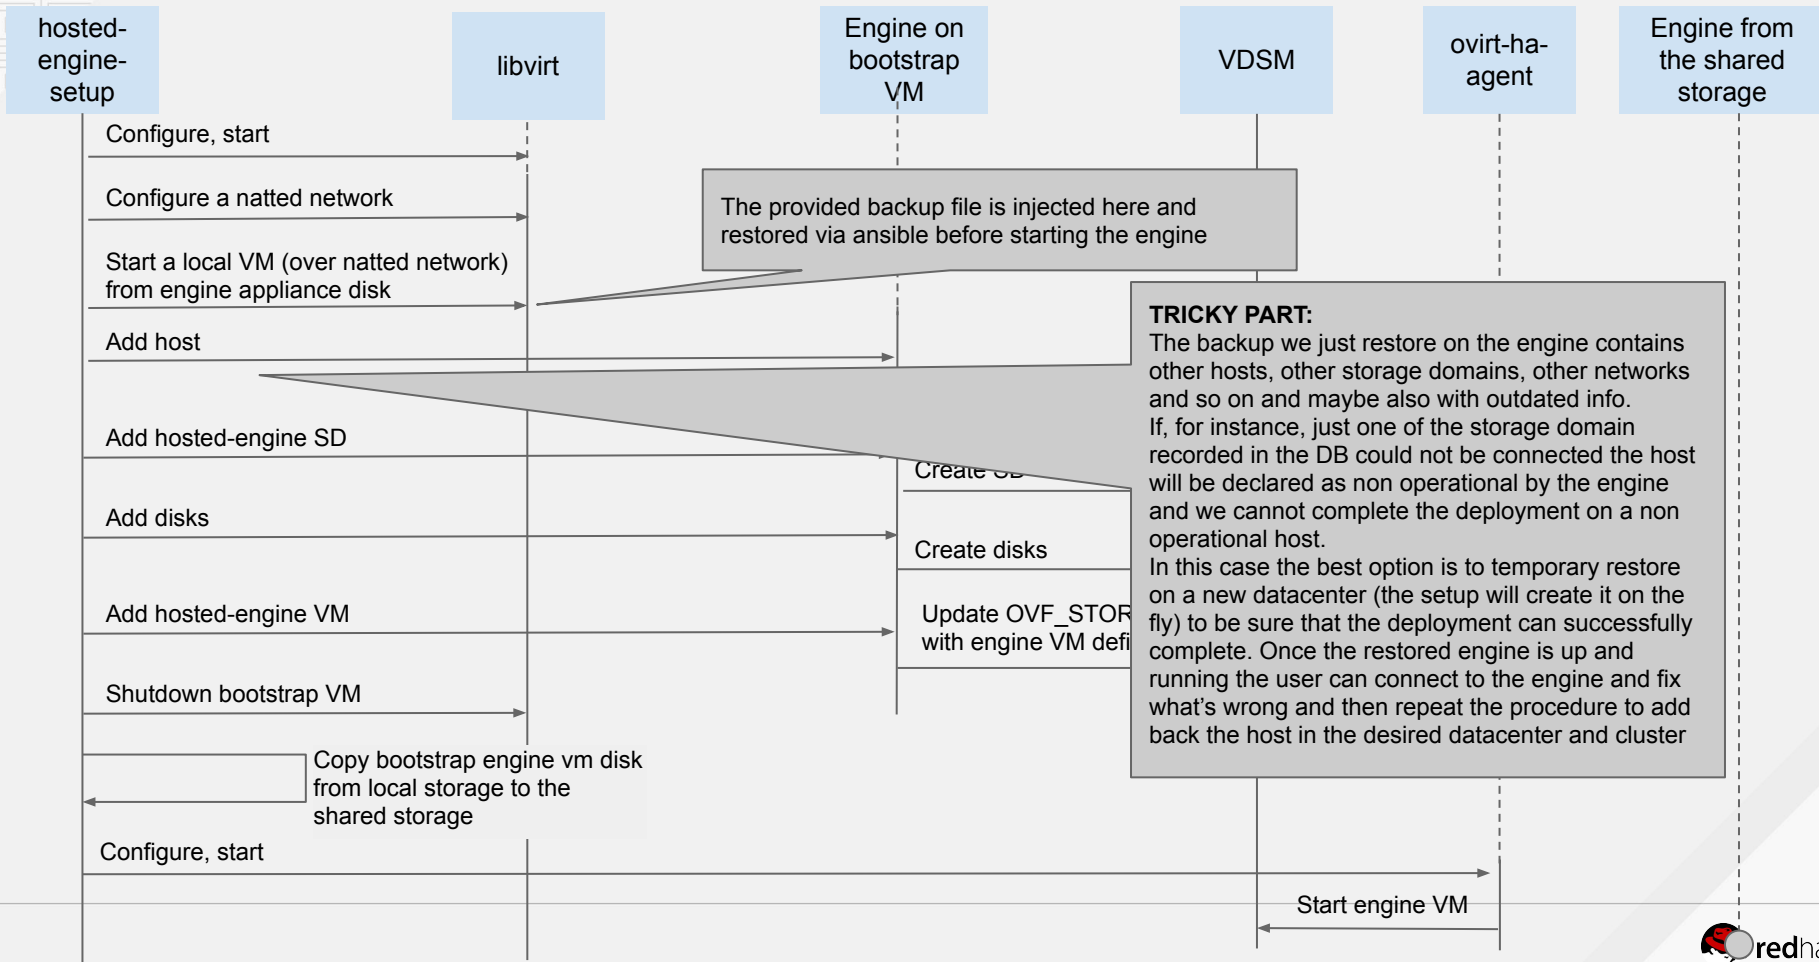 hosted-
engine-
setup
libvirt
Engine on
bootstrap
VM
VDSM
ovirt-ha-
agent
Engine from
the shared
storage
Configure, start
Configure a natted network
The provided backup file is injected here and
restored via ansible before starting the engine
Start a local VM (over natted network)
from engine appliance disk
Add host
TRICKY PART:
The backup we just restore on the engine contains
other hosts, other storage domains, other networks
and so on and maybe also with outdated info.
If, for instance, just one of the storage domain
recorded in the DB could not be connected the host
will be declared as non operational by the engine
and we cannot complete the deployment on a non
operational host.
In this case the best option is to temporary restore
on a new datacenter (the setup will create it on the
fly) to be sure that the deployment can successfully
complete. Once the restored engine is up and
running the user can connect to the engine and fix
what's wrong and then repeat the procedure to add
back the host in the desired datacenter and cluster
Add hosted-engine SD
Create SD
Add disks
Create disks
Add hosted-engine VM
Update OVF_STOR
with engine VM defi
Shutdown bootstrap VM
Copy bootstrap engine vm disk
from local storage to the
shared storage
Configure, start
Start engine VM
redha